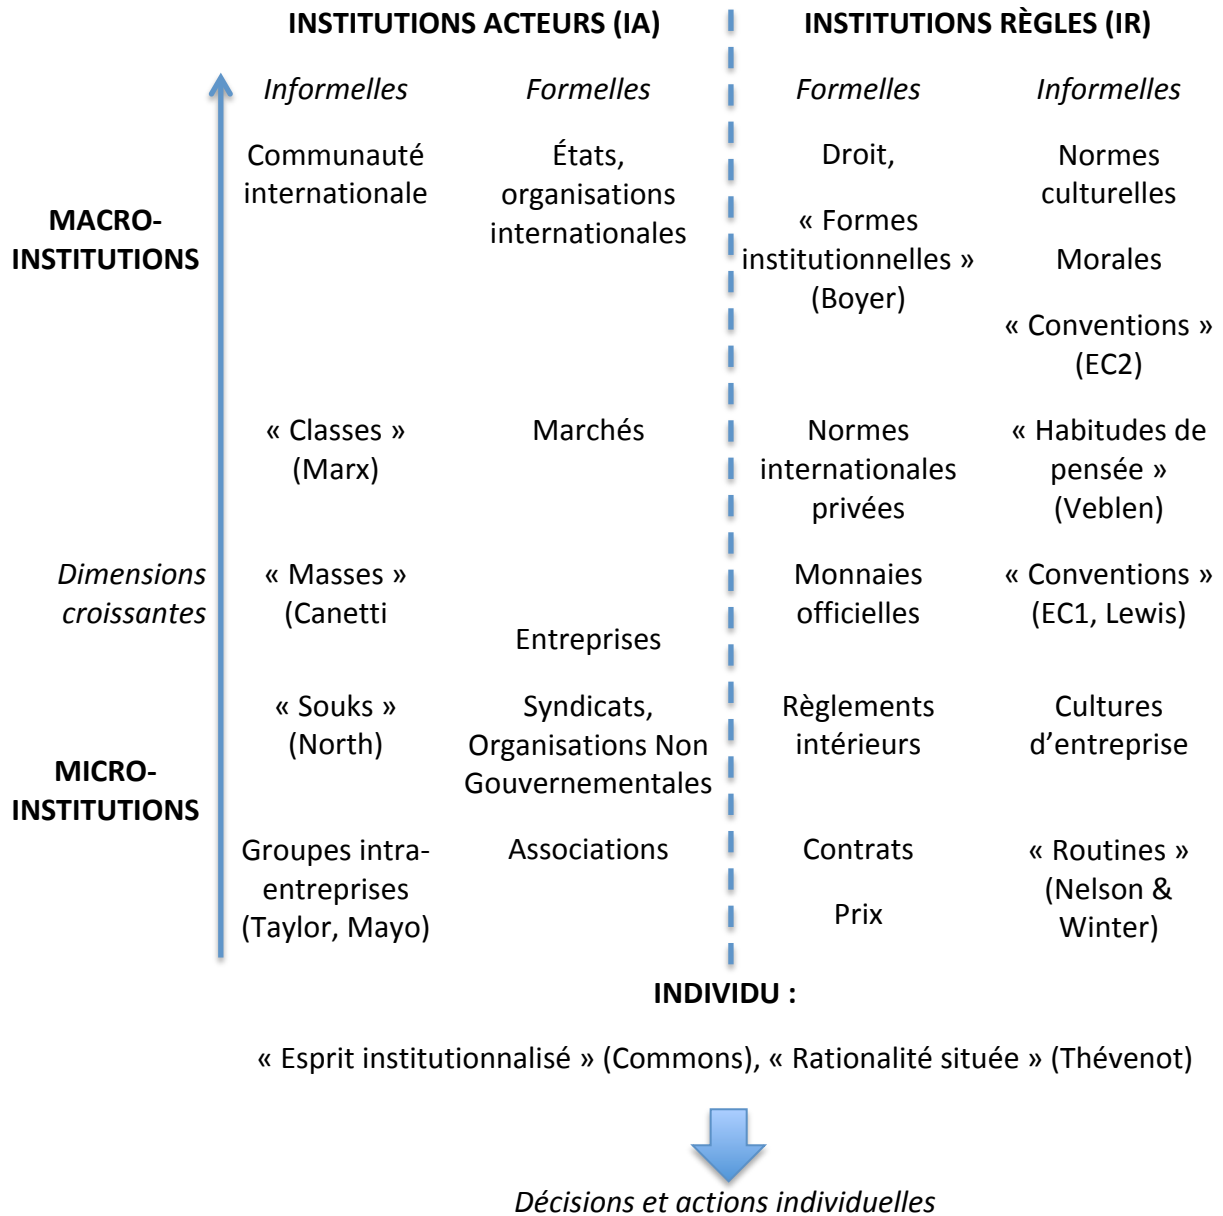 INSTITUTIONS ACTEURS (IA)
INSTITUTIONS RÈGLES (IR)
Informelles
Formelles
Formelles
Informelles
MACRO-
INSTITUTIONS
Communauté
internationale
États,
organisations
internationales
Droit,
« Formes
institutionnelles »
(Boyer)
Normes
culturelles
Morales
« Conventions »
(EC2)
« Classes »
(Marx)
Marchés
Normes
internationales
privées
« Habitudes de
pensée »
(Veblen)
Dimensions
croissantes
« Masses »
(Canetti
Entreprises
Monnaies
officielles
« Conventions »
(EC1, Lewis)
MICRO-
INSTITUTIONS
« Souks »
(North)
Syndicats,
Organisations Non
Gouvernementales
Règlements
intérieurs
Cultures
d’entreprise
Groupes intra-
entreprises
(Taylor, Mayo)
Associations
Contrats
Prix
« Routines »
(Nelson &
Winter)
INDIVIDU :
« Esprit institutionnalisé » (Commons), « Rationalité située » (Thévenot)
Décisions et actions individuelles